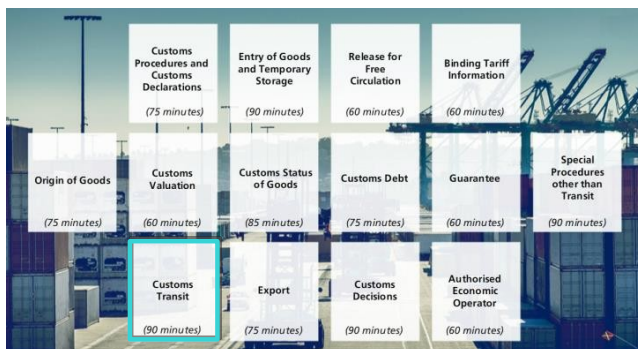 Customs
Procedures and
Customs
Declarations
(75 minutes)
Entry of Goods
and Temporary
Storage
(90 minutes)
Release for
Free
Circulation
(60 minutes)
Binding Tariff
Information
(60 minutes)
Origin of Goods
(75 minutes)
Customs
Valuation
(60 minutes)
Customs Status
of Goods
(85 minutes)
Customs Debt
(75 minutes)
Guarantee
(60 minutes)
Special
Procedures
other than
Transit
(90 minutes)
Customs
Transit
(90 minutes)
Export
(75 minutes)
Customs
Decisions
(90 minutes)
Authorised
Economic
Operator
(60 minutes)